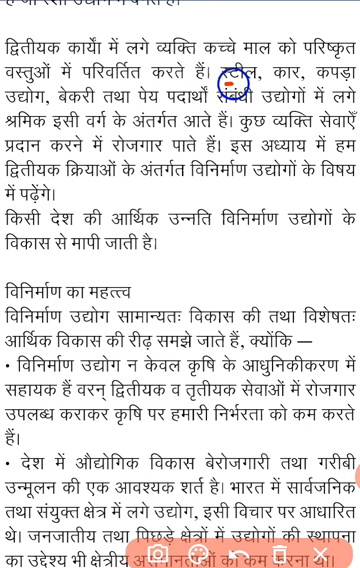 द्वितीयक कार्यों में लगे व्यक्ति कच्चे माल को परिष्कृत
वस्तुओं में परिवर्तित करते हैं। स्टील, कार, कपड़ा
उद्योग, बेकरी तथा पेय पदार्थों संबंधी उद्योगों में लगे
श्रमिक इसी वर्ग के अंतर्गत आते हैं। कुछ व्यक्ति सेवाएँ
प्रदान करने में रोजगार पाते हैं। इस अध्याय में हम
द्वितीयक क्रियाओं के अंतर्गत विनिर्माण उद्योगों के विषय
में पढ़ेंगे।
किसी देश की आर्थिक उन्नति विनिर्माण उद्योगों के
विकास से मापी जाती है।
विनिर्माण का महत्त्व
विनिर्माण उद्योग सामान्यतः विकास की तथा विशेषतः
आर्थिक विकास की रीढ़ समझे जाते हैं, क्योंकि —
• विनिर्माण उद्योग न केवल कृषि के आधुनिकीकरण में
सहायक हैं वरन् द्वितीयक व तृतीयक सेवाओं में रोजगार
उपलब्ध कराकर कृषि पर हमारी निर्भरता को कम करते
हैं।
• देश में औद्योगिक विकास बेरोजगारी तथा गरीबी
उन्मूलन की एक आवश्यक शर्त है। भारत में सार्वजनिक
तथा संयुक्त क्षेत्र में लगे उद्योग, इसी विचार पर आधारित
थे। जनजातीय तथा पिछड़े क्षेत्रों में उद्योगों की स्थापना
का उद्देश्य भी क्षेत्रीय असमानताओं को कम करना था।